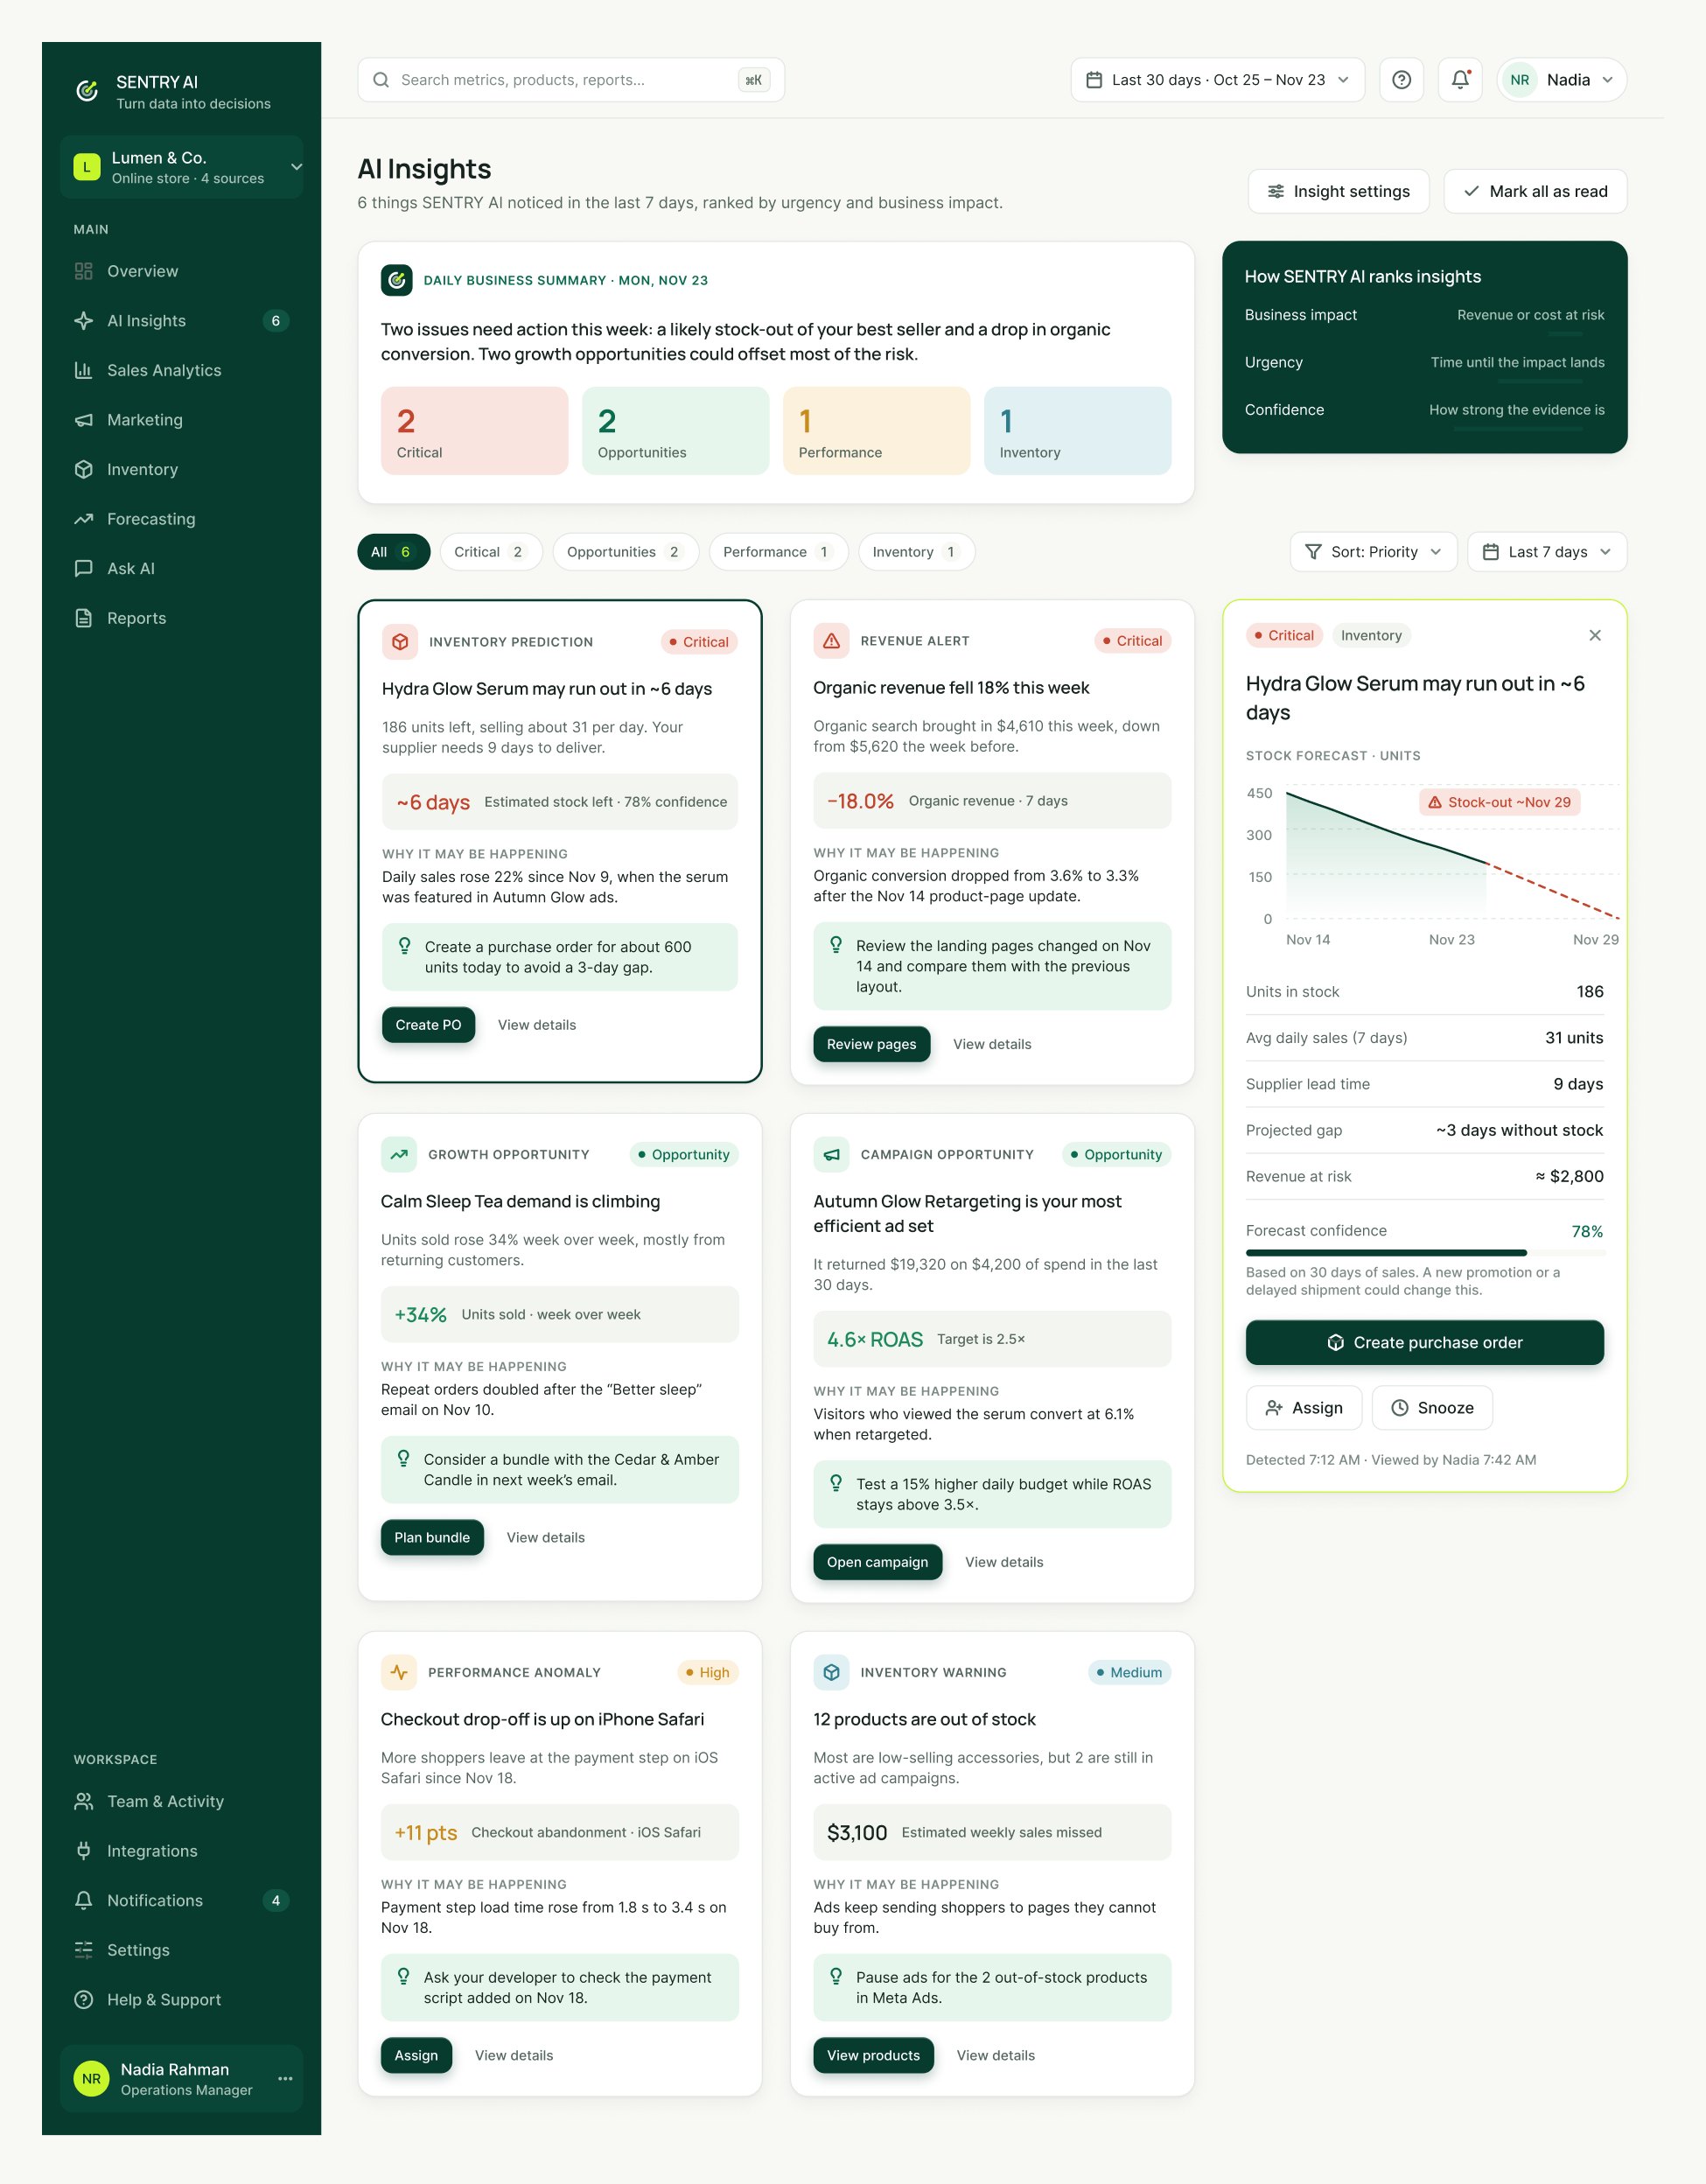 SENTRY AI
Turn data into decisions
L
Lumen & Co.
Online store · 4 sources
MAIN
Overview
AI Insights 6
Sales Analytics
Marketing
Inventory
Forecasting
Ask AI
Reports
WORKSPACE
Team & Activity
Integrations
Notifications 4
Settings
Help & Support
NR
Nadia Rahman
Operations Manager
Search metrics, products, reports... ⌘K
Last 30 days · Oct 25 – Nov 23
NR Nadia
AI Insights
6 things SENTRY AI noticed in the last 7 days, ranked by urgency and business impact.
Insight settings
Mark all as read
DAILY BUSINESS SUMMARY · MON, NOV 23
Two issues need action this week: a likely stock-out of your best seller and a drop in organic
conversion. Two growth opportunities could offset most of the risk.
2
Critical
2
Opportunities
1
Performance
1
Inventory
How SENTRY AI ranks insights
Business impact Revenue or cost at risk
Urgency Time until the impact lands
Confidence How strong the evidence is
All 6
Critical 2
Opportunities 2
Performance 1
Inventory 1
Sort: Priority
Last 7 days
INVENTORY PREDICTION
Critical
Hydra Glow Serum may run out in ~6 days
186 units left, selling about 31 per day. Your
supplier needs 9 days to deliver.
~6 days Estimated stock left · 78% confidence
WHY IT MAY BE HAPPENING
Daily sales rose 22% since Nov 9, when the serum
was featured in Autumn Glow ads.
Create a purchase order for about 600
units today to avoid a 3-day gap.
Create PO
View details
REVENUE ALERT
Critical
Organic revenue fell 18% this week
Organic search brought in $4,610 this week, down
from $5,620 the week before.
−18.0% Organic revenue · 7 days
WHY IT MAY BE HAPPENING
Organic conversion dropped from 3.6% to 3.3%
after the Nov 14 product-page update.
Review the landing pages changed on Nov
14 and compare them with the previous
layout.
Review pages
View details
GROWTH OPPORTUNITY
Opportunity
Calm Sleep Tea demand is climbing
Units sold rose 34% week over week, mostly from
returning customers.
+34% Units sold · week over week
WHY IT MAY BE HAPPENING
Repeat orders doubled after the “Better sleep”
email on Nov 10.
Consider a bundle with the Cedar & Amber
Candle in next week’s email.
Plan bundle
View details
CAMPAIGN OPPORTUNITY
Opportunity
Autumn Glow Retargeting is your most
efficient ad set
It returned $19,320 on $4,200 of spend in the last
30 days.
4.6× ROAS Target is 2.5×
WHY IT MAY BE HAPPENING
Visitors who viewed the serum convert at 6.1%
when retargeted.
Test a 15% higher daily budget while ROAS
stays above 3.5×.
Open campaign
View details
PERFORMANCE ANOMALY
High
Checkout drop-off is up on iPhone Safari
More shoppers leave at the payment step on iOS
Safari since Nov 18.
+11 pts Checkout abandonment · iOS Safari
WHY IT MAY BE HAPPENING
Payment step load time rose from 1.8 s to 3.4 s on
Nov 18.
Ask your developer to check the payment
script added on Nov 18.
Assign
View details
INVENTORY WARNING
Medium
12 products are out of stock
Most are low-selling accessories, but 2 are still in
active ad campaigns.
$3,100 Estimated weekly sales missed
WHY IT MAY BE HAPPENING
Ads keep sending shoppers to pages they cannot
buy from.
Pause ads for the 2 out-of-stock products
in Meta Ads.
View products
View details
Critical
Inventory
Hydra Glow Serum may run out in ~6
days
STOCK FORECAST · UNITS
450
300
150
0
Stock-out ~Nov 29
Nov 14
Nov 23
Nov 29
Units in stock 186
Avg daily sales (7 days) 31 units
Supplier lead time 9 days
Projected gap ~3 days without stock
Revenue at risk ≈ $2,800
Forecast confidence 78%
Based on 30 days of sales. A new promotion or a
delayed shipment could change this.
Create purchase order
Assign
Snooze
Detected 7:12 AM · Viewed by Nadia 7:42 AM